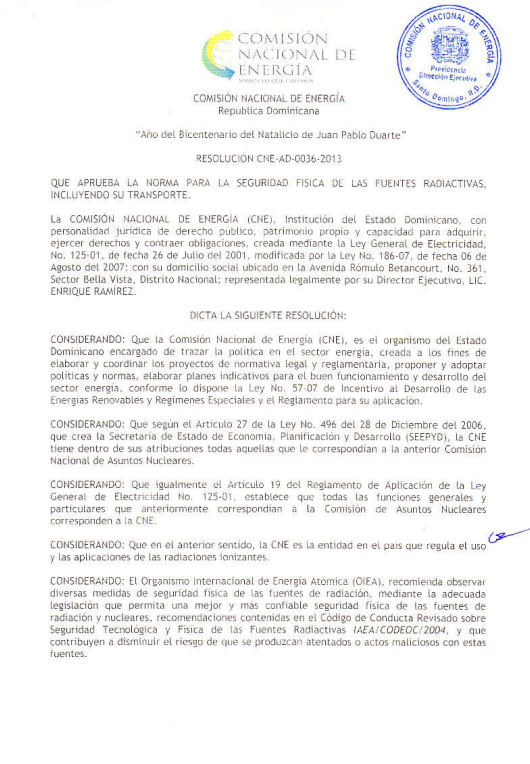 COMISIÓN
NACIONAL DE
ENERGÍA
SOMOS LO QUE CREEMOS
COMISIÓN NACIONAL DE ENERGÍA
Presidencia
Dirección Ejecutiva
Santo Domingo, R.D.
COMISIÓN NACIONAL DE ENERGÍA
Republica Dominicana
"Año del Bicentenario del Natalicio de Juan Pablo Duarte"
RESOLUCIÓN CNE-AD-0036-2013
QUE APRUEBA LA NORMA PARA LA SEGURIDAD FISICA DE LAS FUENTES RADIACTIVAS,
INCLUYENDO SU TRANSPORTE.
La COMISIÓN NACIONAL DE ENERGÍA (CNE), Institución del Estado Dominicano, con
personalidad jurídica de derecho público, patrimonio propio y capacidad para adquirir,
ejercer derechos y contraer obligaciones, creada mediante la Ley General de Electricidad,
No. 125-01, de fecha 26 de Julio del 2001, modificada por la Ley No. 186-07, de fecha 06 de
Agosto del 2007; con su domicilio social ubicado en la Avenida Rómulo Betancourt, No. 361,
Sector Bella Vista, Distrito Nacional; representada legalmente por su Director Ejecutivo, LIC.
ENRIQUE RAMÍREZ.
DICTA LA SIGUIENTE RESOLUCIÓN:
CONSIDERANDO: Que la Comisión Nacional de Energía (CNE), es el organismo del Estado
Dominicano encargado de trazar la política en el sector energía, creada a los fines de
elaborar y coordinar los proyectos de normativa legal y reglamentaria, proponer y adoptar
políticas y normas, elaborar planes indicativos para el buen funcionamiento y desarrollo del
sector energía, conforme lo dispone la Ley No. 57-07 de Incentivo al Desarrollo de las
Energías Renovables y Regimenes Especiales y el Reglamento para su aplicación.
CONSIDERANDO: Que según el Artículo 27 de la Ley No. 496 del 28 de Diciembre del 2006,
que crea la Secretaría de Estado de Economía, Planificación y Desarrollo (SEEPYD), la CNE
tiene dentro de sus atribuciones todas aquellas que le correspondían a la anterior Comisión
Nacional de Asuntos Nucleares.
CONSIDERANDO: Que igualmente el Artículo 19 del Reglamento de Aplicación de la Ley
General de Electricidad No. 125-01, establece que todas las funciones generales y
particulares que anteriormente correspondían a la Comisión de Asuntos Nucleares
corresponden a la CNE.
CONSIDERANDO: Que en el anterior sentido, la CNE es la entidad en el país que regula el uso
y las aplicaciones de las radiaciones ionizantes.
CONSIDERANDO: El Organismo Internacional de Energía Atómica (OIEA), recomienda observar
diversas medidas de seguridad física de las fuentes de radiación, mediante la adecuada
legislación que permita una mejor y más confiable seguridad física de las fuentes de
radiación y nucleares, recomendaciones contenidas en el Código de Conducta Revisado sobre
Seguridad Tecnológica y Física de las Fuentes Radiactivas IAEA/CODEOC/2004, y que
contribuyen a disminuir el riesgo de que se produzcan atentados o actos maliciosos con estas
fuentes.